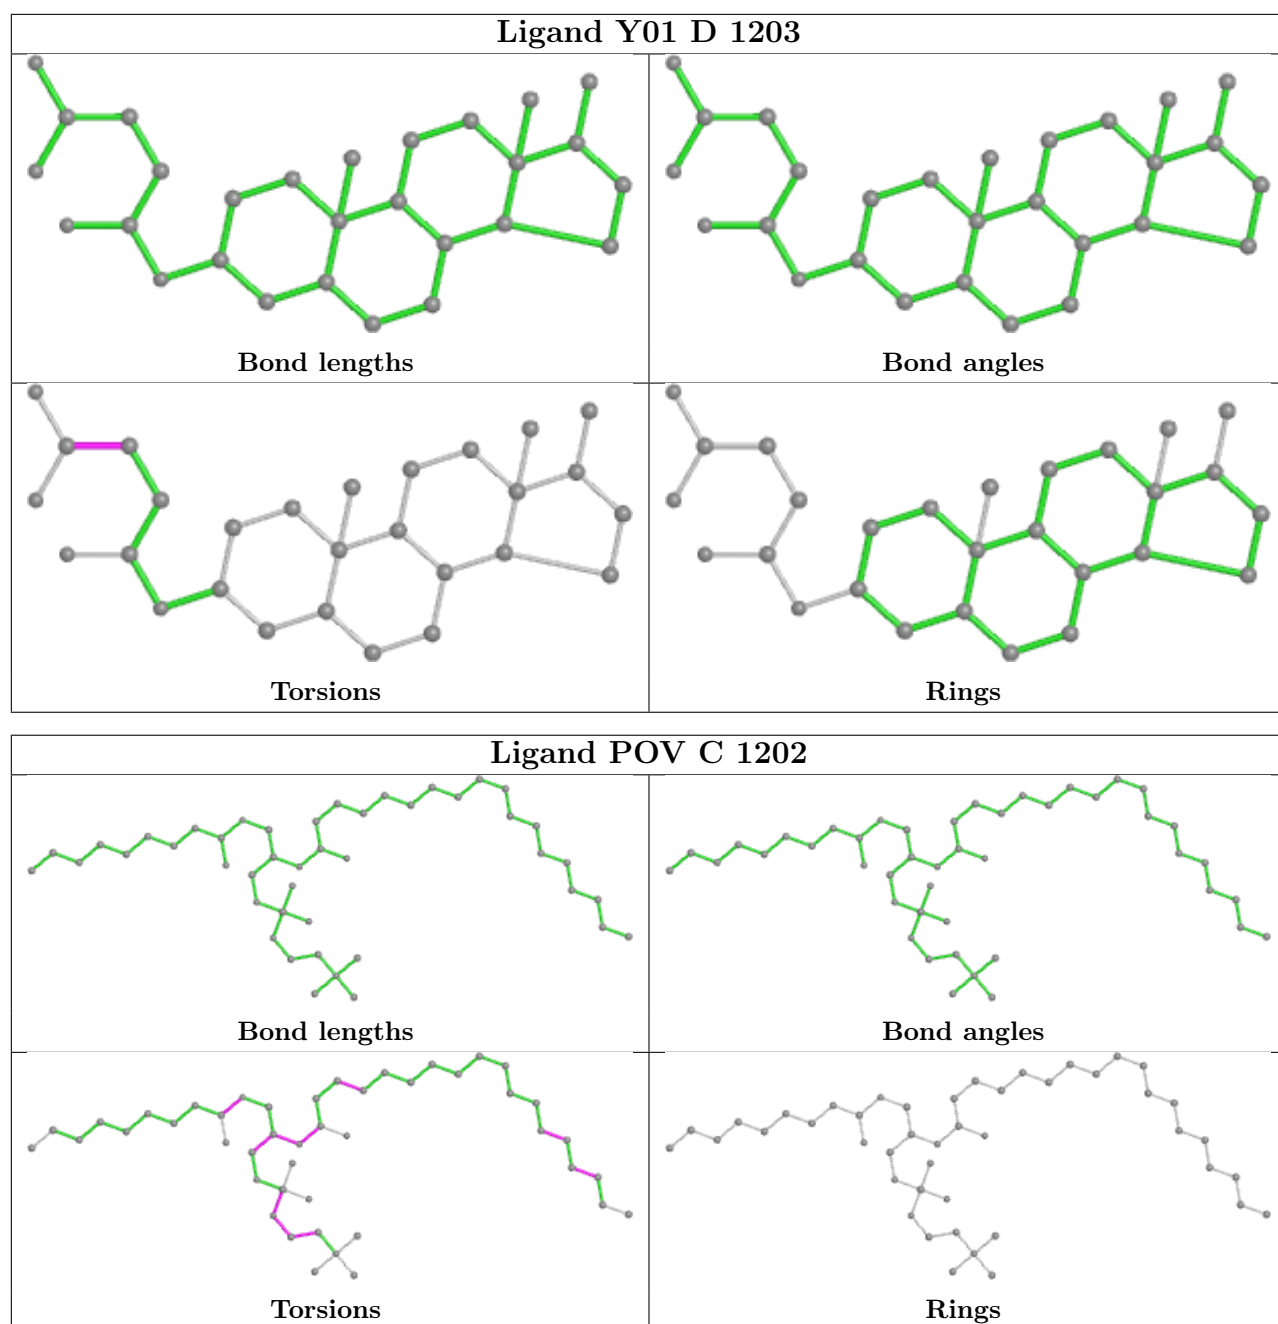 Ligand Y01 D 1203
Bond lengths
Bond angles
Torsions
Rings
Ligand POV C 1202
Bond lengths
Bond angles
Torsions
Rings